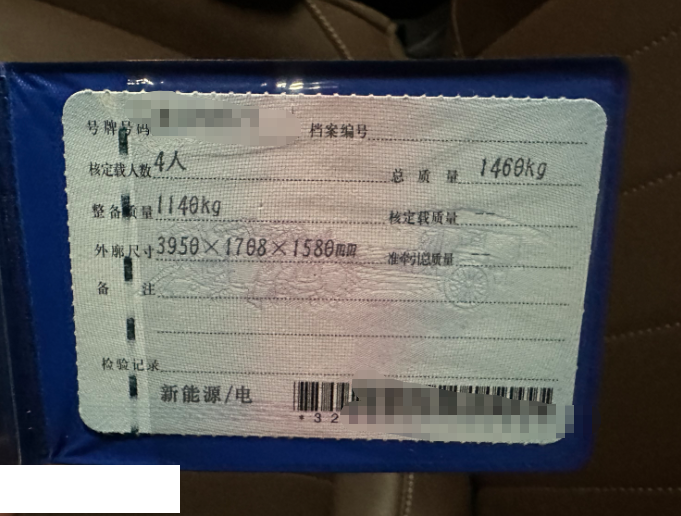 号牌号码 档案编号
核定载人数 4人 总质量 1460kg
整备质量 1140kg 核定载质量 --
外廓尺寸 3950×1708×1580mm 准牵引总质量 --
备注
检验记录
新能源/电
*32